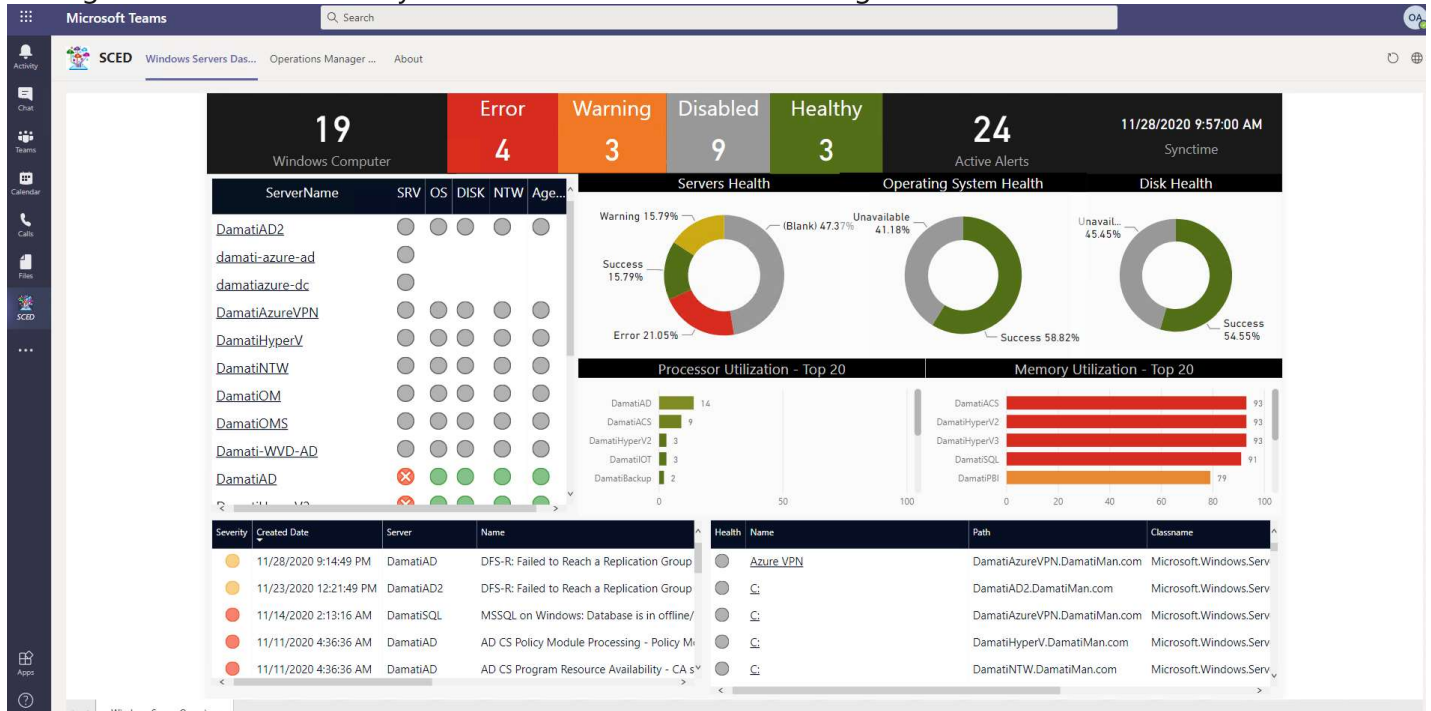 Microsoft Teams
Search
OA
Activity
Chat
Teams
Calendar
Calls
Files
SCED
Apps
SCED Windows Servers Das... Operations Manager ... About
19
Windows Computer
Error
4
Warning
3
Disabled
9
Healthy
3
24
Active Alerts
11/28/2020 9:57:00 AM
Synctime
ServerName SRV OS DISK NTW Age...
DamatiAD2
damati-azure-ad
damatiazure-dc
DamatiAzureVPN
DamatiHyperV
DamatiNTW
DamatiOM
DamatiOMS
Damati-WVD-AD
DamatiAD
Servers Health
Warning 15.79%
(Blank) 47.37%
Success
15.79%
Error 21.05%
Operating System Health
Unavailable
41.18%
Success 58.82%
Disk Health
Unavail...
45.45%
Success
54.55%
Processor Utilization - Top 20
DamatiAD 14
DamatiACS 9
DamatiHyperV2 3
DamatiIOT 3
DamatiBackup 2
0 50 100
Memory Utilization - Top 20
DamatiACS 93
DamatiHyperV2 93
DamatiHyperV3 93
DamatiSQL 91
DamatiPBI 79
0 20 40 60 80 100
Severity Created Date Server Name
11/28/2020 9:14:49 PM DamatiAD DFS-R: Failed to Reach a Replication Group
11/23/2020 12:21:49 PM DamatiAD2 DFS-R: Failed to Reach a Replication Group
11/14/2020 2:13:16 AM DamatiSQL MSSQL on Windows: Database is in offline/
11/11/2020 4:36:36 AM DamatiAD AD CS Policy Module Processing - Policy M
11/11/2020 4:36:36 AM DamatiAD AD CS Program Resource Availability - CA s
Health Name Path Classname
Azure VPN DamatiAzureVPN.DamatiMan.com Microsoft.Windows.Serv
C: DamatiAD2.DamatiMan.com Microsoft.Windows.Serv
C: DamatiAzureVPN.DamatiMan.com Microsoft.Windows.Serv
C: DamatiHyperV.DamatiMan.com Microsoft.Windows.Serv
C: DamatiNTW.DamatiMan.com Microsoft.Windows.Serv